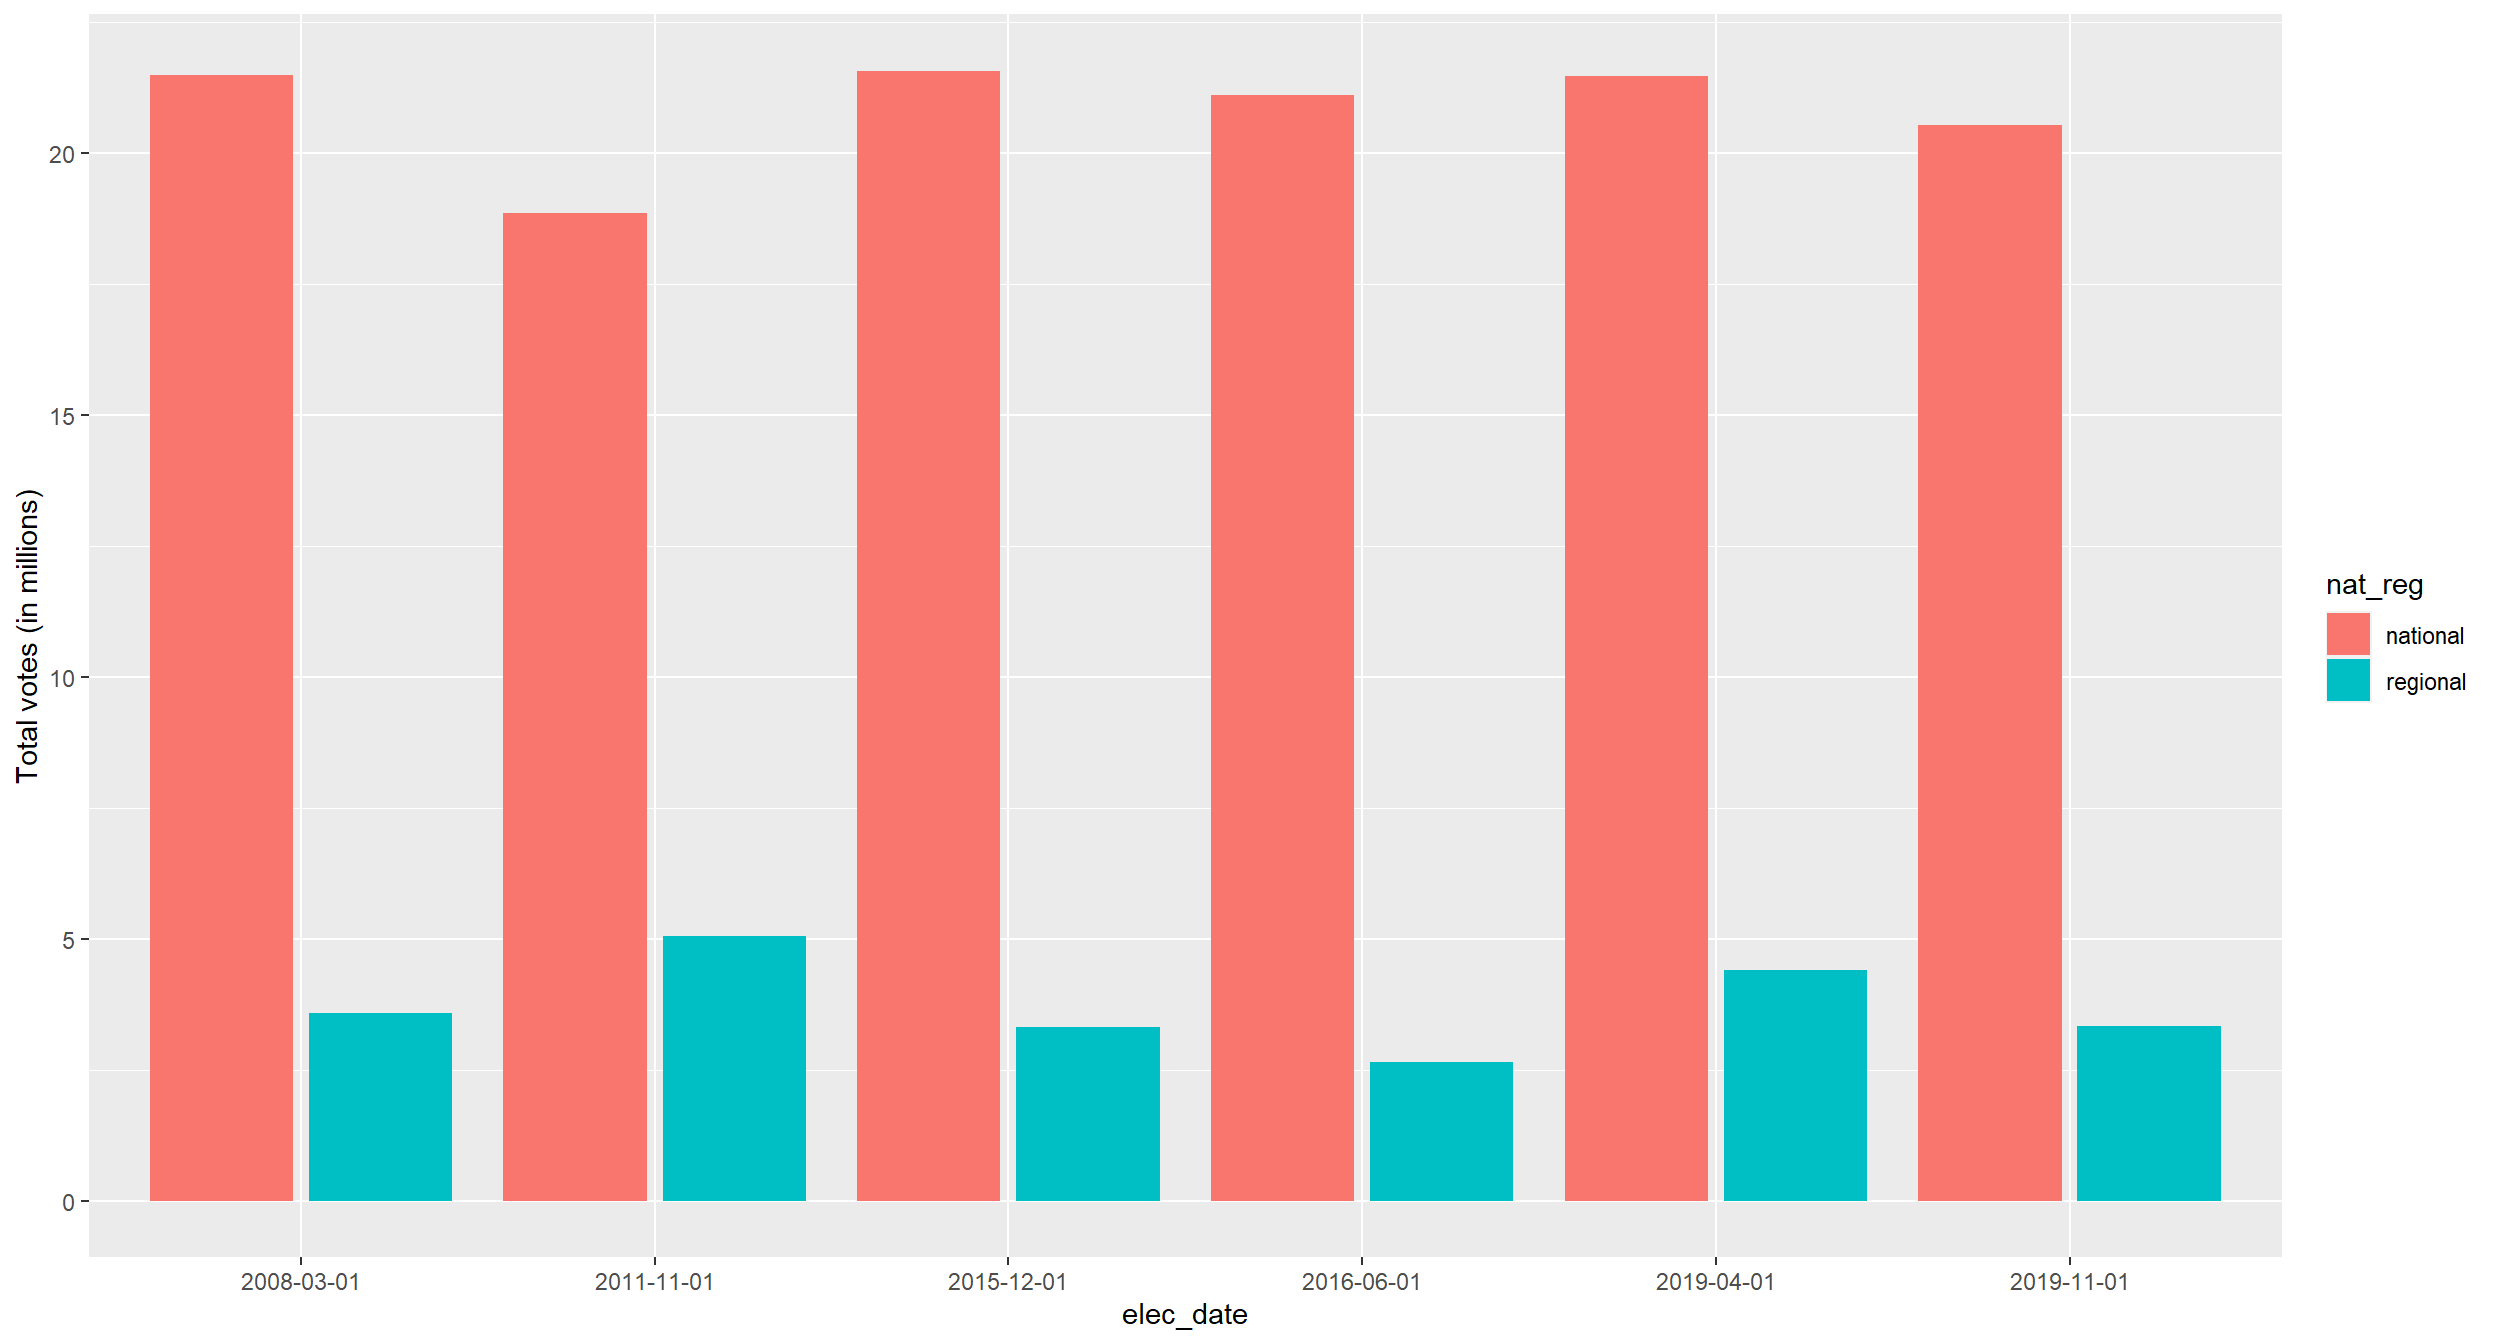 Total votes (in millions)
20
15
10
5
0
2008-03-01
2011-11-01
2015-12-01
2016-06-01
2019-04-01
2019-11-01
elec_date
nat_reg
national
regional